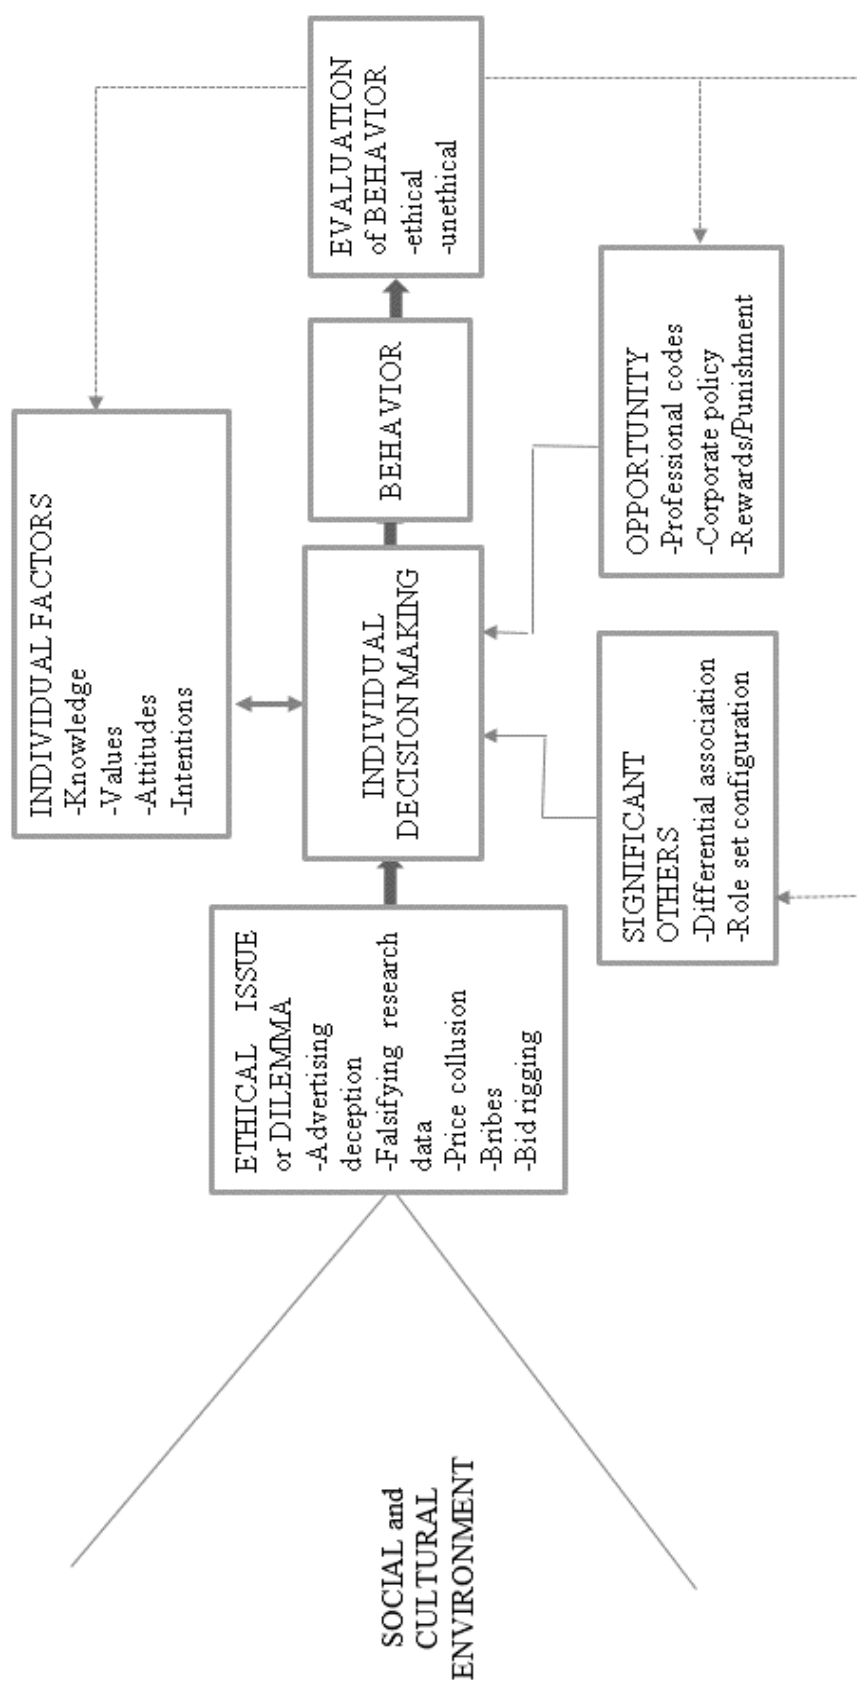 SOCIAL and
CULTURAL
ENVIRONMENT
ETHICAL ISSUE
or DILEMMA
-Advertising
deception
-Falsifying research
data
-Price collusion
-Bribes
-Bid rigging
INDIVIDUAL FACTORS
-Knowledge
-Values
-Attitudes
-Intentions
INDIVIDUAL
DECISION MAKING
SIGNIFICANT
OTHERS
-Differential association
-Role set configuration
OPPORTUNITY
-Professional codes
-Corporate policy
-Rewards/Punishment
BEHAVIOR
EVALUATION
of BEHAVIOR
-ethical
-unethical